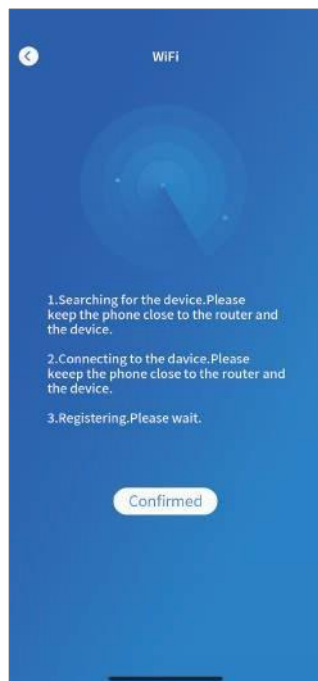 WiFi
1.Searching for the device.Please
keep the phone close to the router and
the device.
2.Connecting to the davice.Please
keeep the phone close to the router and
the device.
3.Registering.Please wait.
Confirmed